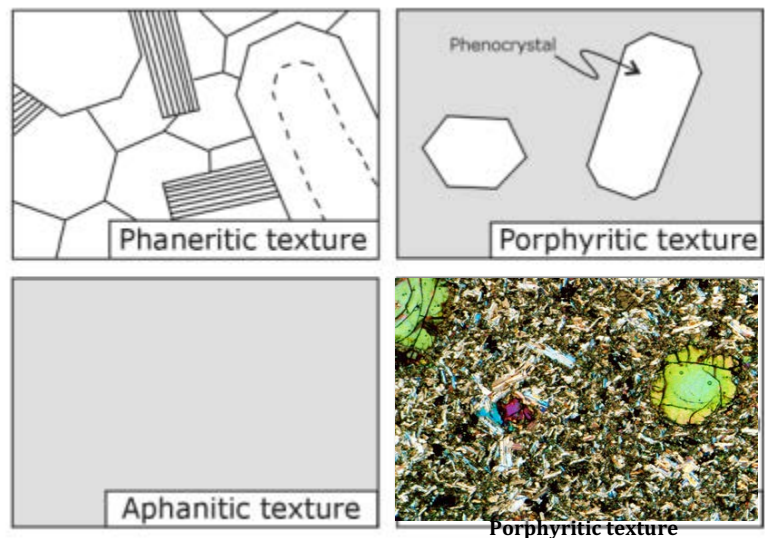 Phenocrystal
Phaneritic texture
Porphyritic texture
Aphanitic texture
Porphyritic texture